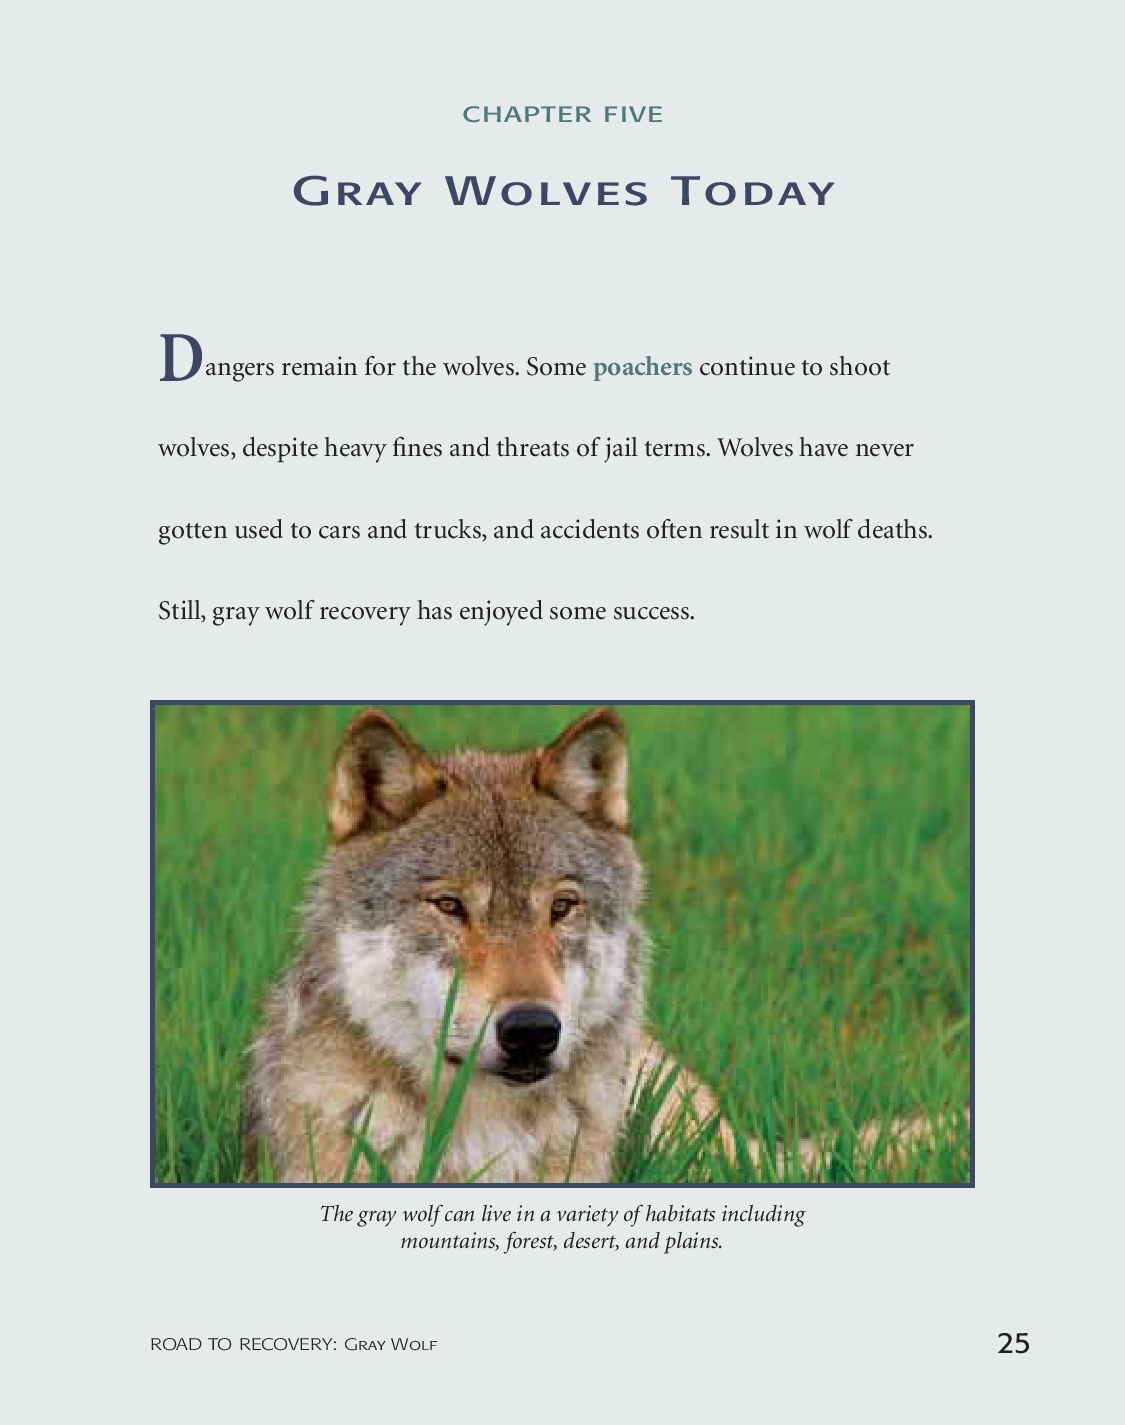 CHAPTER FIVE
GRAY WOLVES TODAY
Dangers remain for the wolves. Some poachers continue to shoot
wolves, despite heavy fines and threats of jail terms. Wolves have never
gotten used to cars and trucks, and accidents often result in wolf deaths.
Still, gray wolf recovery has enjoyed some success.
The gray wolf can live in a variety of habitats including
mountains, forest, desert, and plains.
ROAD TO RECOVERY: GRAY WOLF
25